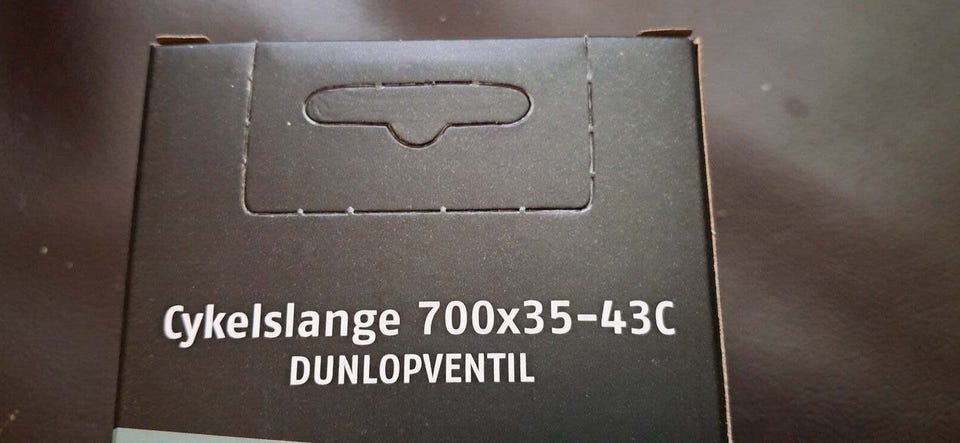 Cykelslange 700x35-43C
DUNLOPVENTIL